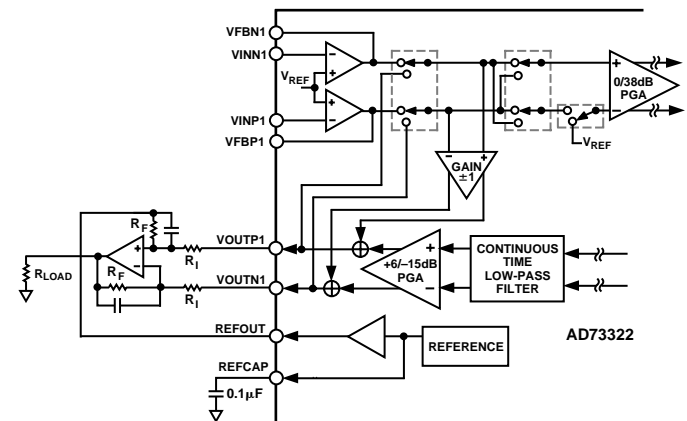 VFBN1
VINN1
VREF
VINP1
VFBP1
+
0/38dB
PGA
–
VREF
–
+
–
+
– +
GAIN
±1
RF
VOUTP1
+
–
RI
RLOAD
RF
VOUTN1
RI
+
+6/–15dB
PGA
–
CONTINUOUS
TIME
LOW-PASS
FILTER
REFOUT
AD73322
REFERENCE
REFCAP
0.1μF